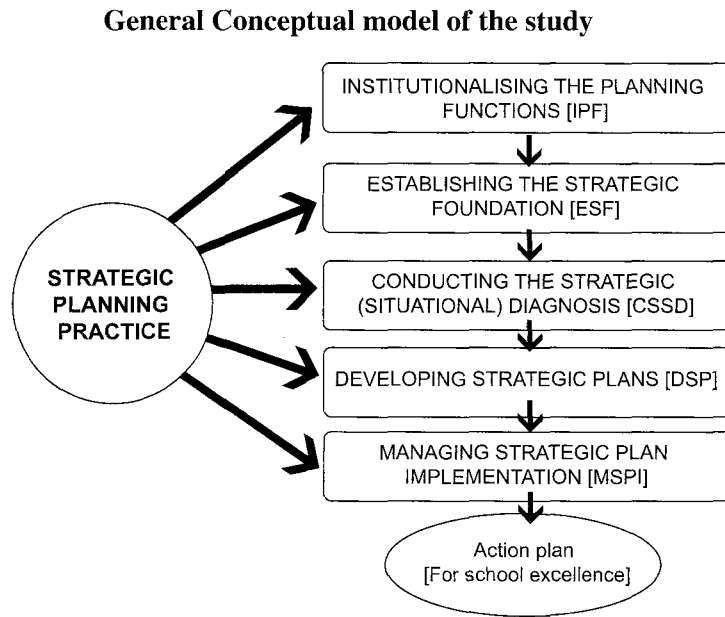 General Conceptual model of the study
INSTITUTIONALISING THE PLANNING
FUNCTIONS [IPF]
ESTABLISHING THE STRATEGIC
FOUNDATION [ESF]
STRATEGIC
PLANNING
PRACTICE
CONDUCTING THE STRATEGIC
(SITUATIONAL) DIAGNOSIS [CSSD]
DEVELOPING STRATEGIC PLANS [DSP]
MANAGING STRATEGIC PLAN
IMPLEMENTATION [MSPI]
Action plan
[For school excellence]